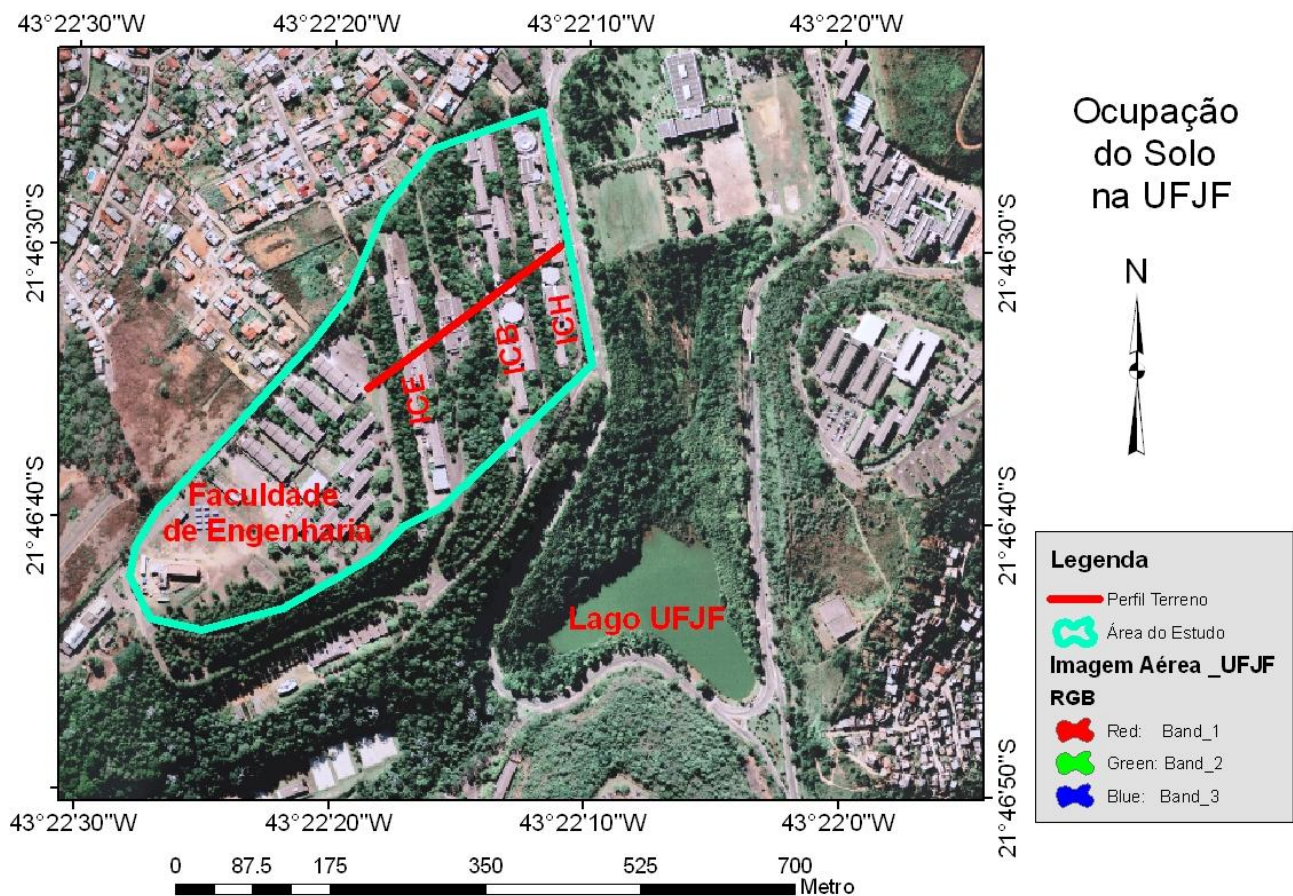 43°22'30"W
43°22'20"W
43°22'10"W
43°22'0"W
21°46'30"S
21°46'40"S
21°46'30"S
21°46'40"S
21°46'50"S
ICE
ICB
ICH
Faculdade
de Engenharia
Lago UFJF
43°22'30"W
43°22'20"W
43°22'10"W
43°22'0"W
0 87.5 175 350 525 700
Metro
Ocupação
do Solo
na UFJF
N
Legenda
Perfil Terreno
Área do Estudo
Imagem Aérea _UFJF
RGB
Red: Band_1
Green: Band_2
Blue: Band_3